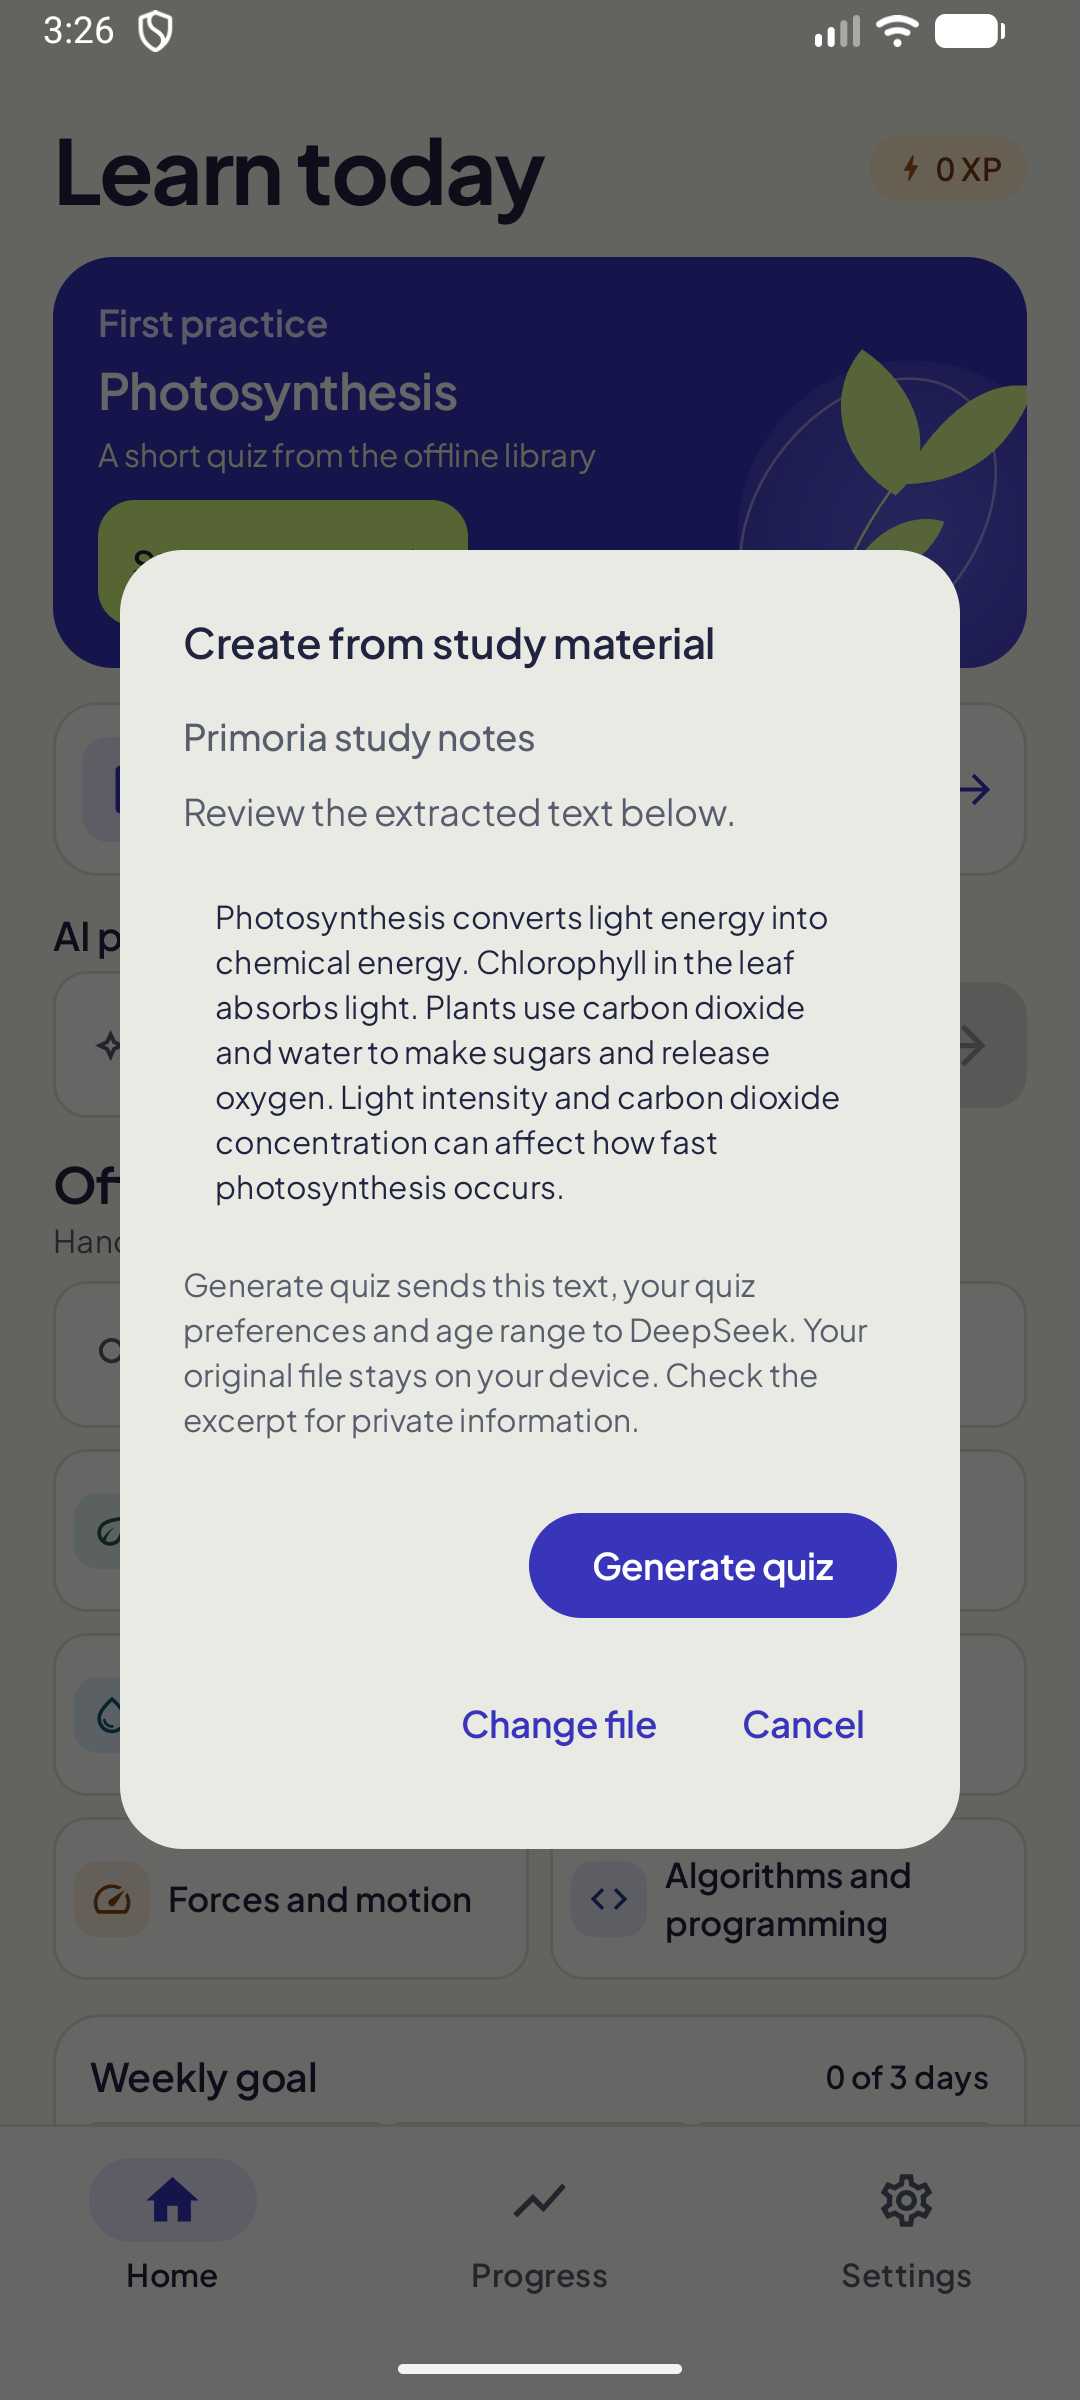 3:26
Learn today
0 XP
First practice
Photosynthesis
A short quiz from the offline library
Create from study material
Primoria study notes
Review the extracted text below.
Photosynthesis converts light energy into
chemical energy. Chlorophyll in the leaf
absorbs light. Plants use carbon dioxide
and water to make sugars and release
oxygen. Light intensity and carbon dioxide
concentration can affect how fast
photosynthesis occurs.
Generate quiz sends this text, your quiz
preferences and age range to DeepSeek. Your
original file stays on your device. Check the
excerpt for private information.
Generate quiz
Change file
Cancel
AI
Forces and motion
Algorithms and
programming
Weekly goal
0 of 3 days
Home
Progress
Settings